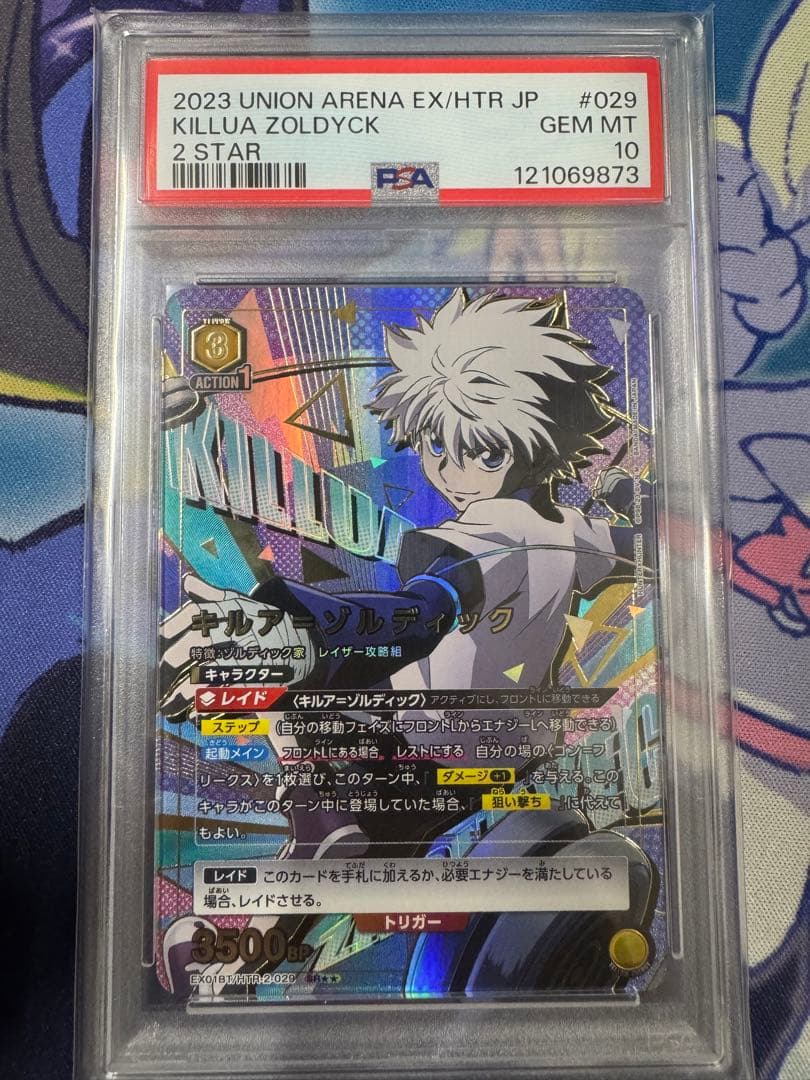 2023 UNION ARENA EX/HTR JP #029
KILLUA ZOLDYCK GEM MT
2 STAR 10
PSA 121069873
3
ACTION 1
KILLUA
キルア=ゾルディック
特徴:ゾルディック家 レイザー攻略組
キャラクター
レイド 〈キルア=ゾルディック〉 アクティブにし、フロントLに移動できる
ステップ (自分の移動フェイズにフロントLからエナジーLへ移動できる)
起動メイン フロントLにある場合 レストにする 自分の場の〈ゴン=フ
リークス〉を1枚選び、このターン中、『 ダメージ+1 』を与える。この
キャラがこのターン中に登場していた場合、『 狙い撃ち 』に代えて
もよい。
レイド このカードを手札に加えるか、必要エナジーを満たしている
場合、レイドさせる。
トリガー
3500BP
EX01BT/HTR-2-029 SR★★